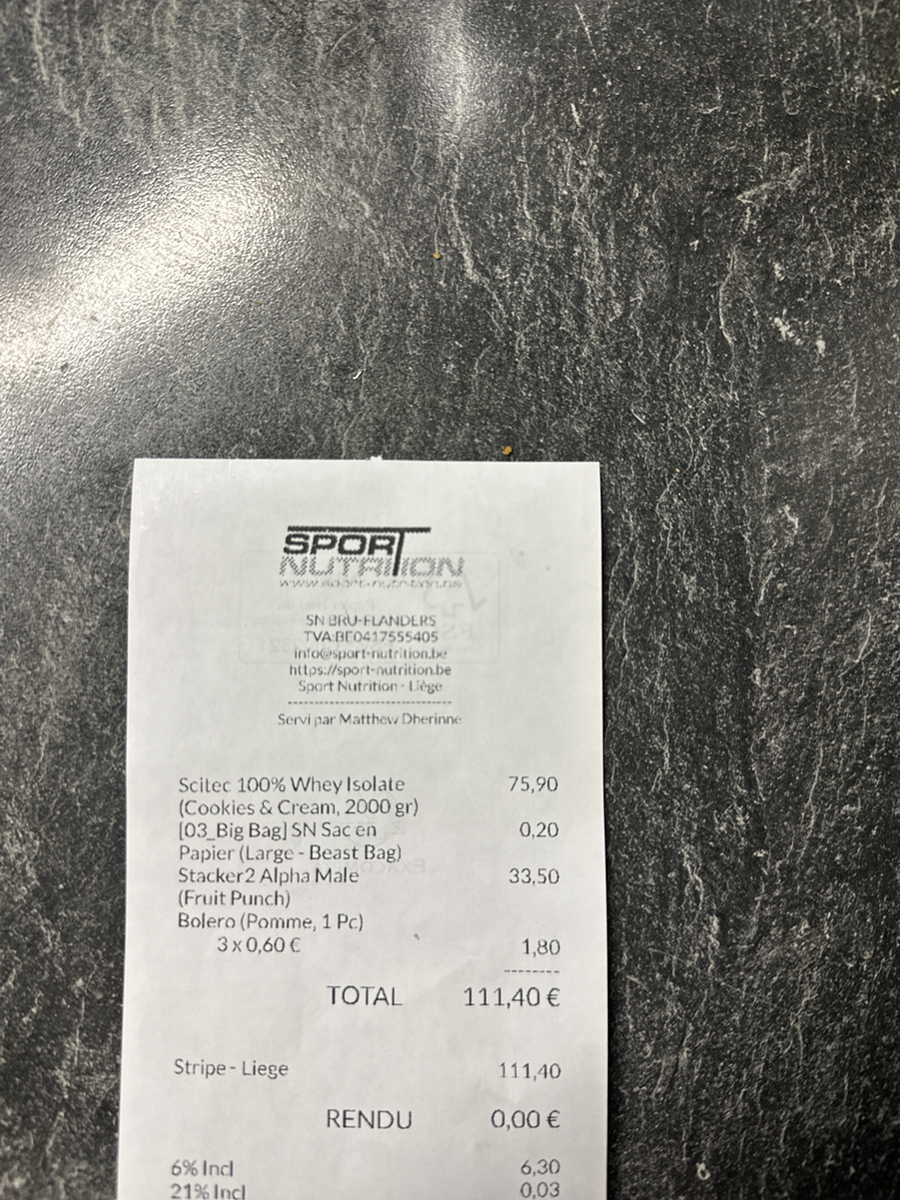 SPORT
NUTRITION
www.sport-nutrition.be
SN BRU-FLANDERS
TVA:BE0417555405
info@sport-nutrition.be
https://sport-nutrition.be
Sport Nutrition - Liège
--------------------------------
Servi par Matthew Dherinne
Scitec 100% Whey Isolate 75,90
(Cookies & Cream, 2000 gr)
[03_Big Bag] SN Sac en 0,20
Papier (Large - Beast Bag)
Stacker2 Alpha Male 33,50
(Fruit Punch)
Bolero (Pomme, 1 Pc)
3 x 0,60 € 1,80
--------
TOTAL 111,40 €
Stripe - Liege 111,40
RENDU 0,00 €
6% Incl 6,30
21% Incl 0,03